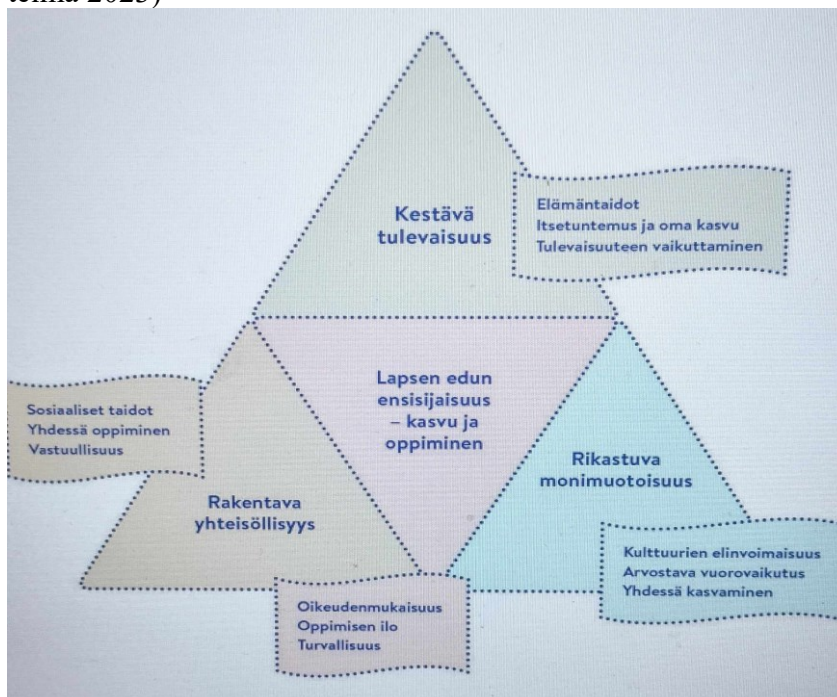 Kestävä
tulevaisuus
Elämäntaidot
Itsetuntemus ja oma kasvu
Tulevaisuuteen vaikuttaminen
Lapsen edun
ensisijaisuus
– kasvu ja
oppiminen
Sosiaaliset taidot
Yhdessä oppiminen
Vastuullisuus
Rakentava
yhteisöllisyys
Rikastuva
monimuotoisuus
Oikeudenmukaisuus
Oppimisen ilo
Turvallisuus
Kulttuurien elinvoimaisuus
Arvostava vuorovaikutus
Yhdessä kasvaminen